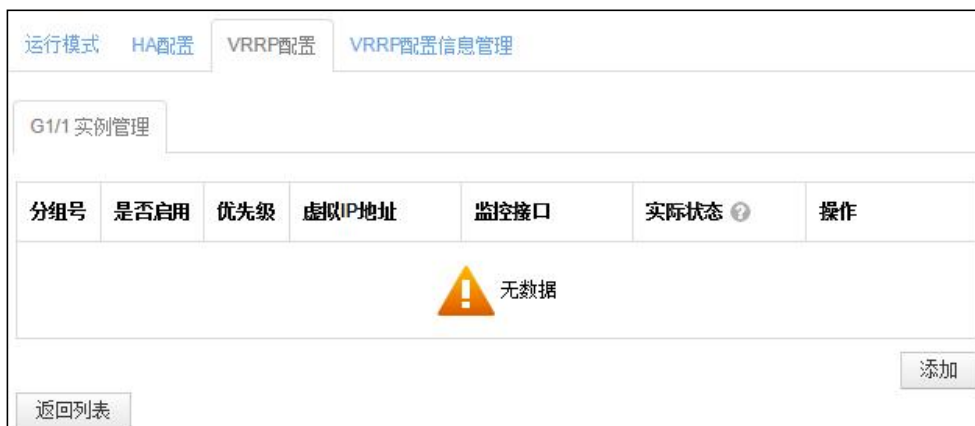 运行模式 HA配置 VRRP配置 VRRP配置信息管理
G1/1 实例管理
分组号 是否启用 优先级 虚拟IP地址 监控接口 实际状态 操作
无数据
添加
返回列表